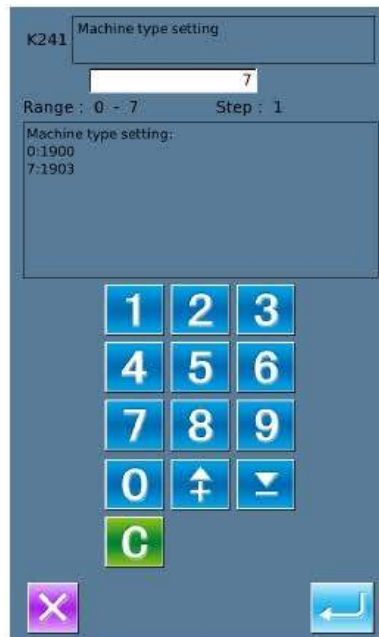 K241
Machine type setting
7
Range : 0 - 7 Step : 1
Machine type setting:
0:1900
7:1903
1 2 3
4 5 6
7 8 9
0
C